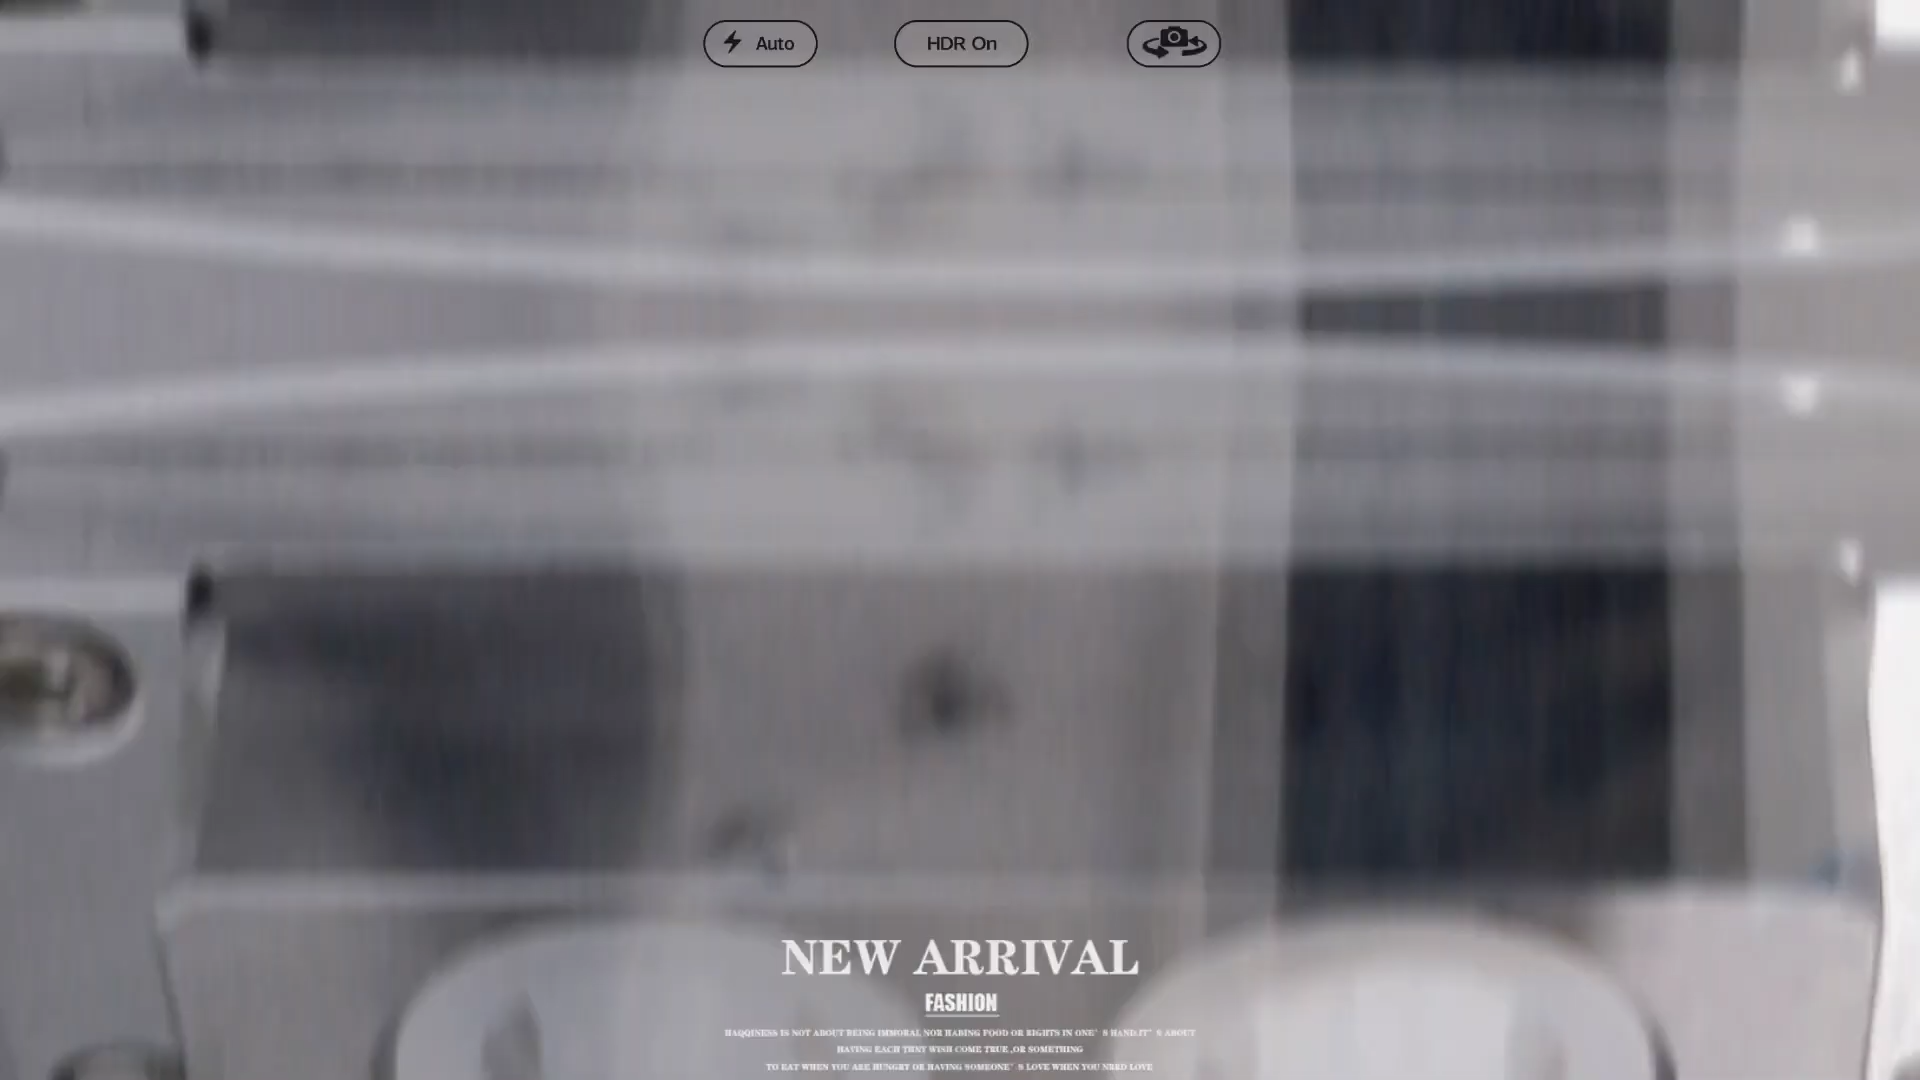 Auto
HDR On
NEW ARRIVAL
FASHION
HAQQINESS IS NOT ABOUT BEING IMMORAL NOR HABING FOOD OR RIGHTS IN ONE' S HAND.IT' S ABOUT
HAVING EACH TINY WISH COME TRUE ,OR SOMETHING
TO EAT WHEN YOU ARE HUNGRY OR HAVING SOMEONE' S LOVE WHEN YOU NEED LOVE